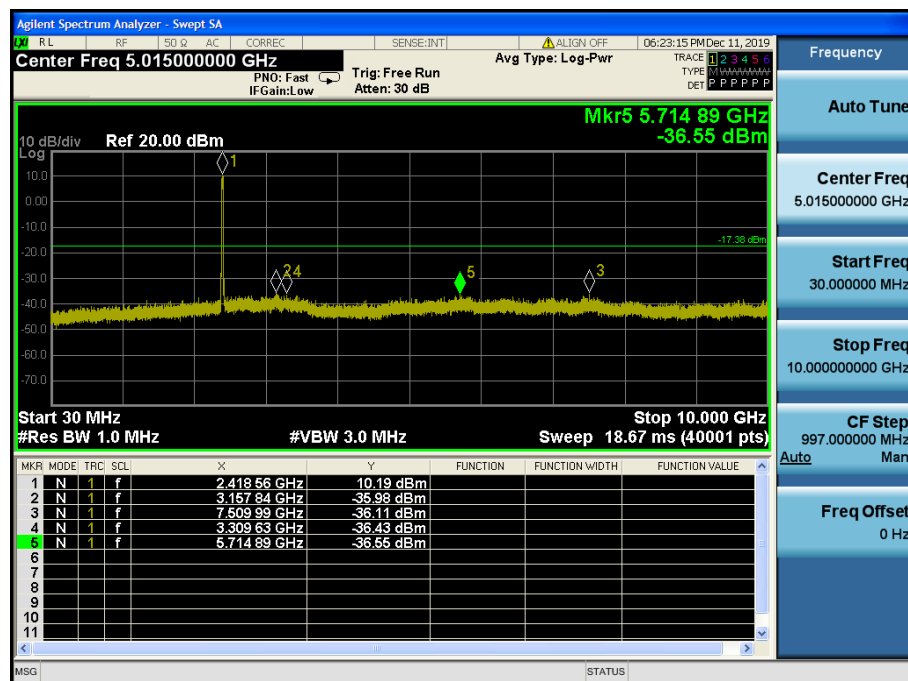 Agilent Spectrum Analyzer - Swept SA
LXI RL RF 50 Ω AC CORREC SENSE:INT ALIGN OFF 06:23:15 PM Dec 11, 2019
Center Freq 5.015000000 GHz
PNO: Fast
IFGain:Low
Trig: Free Run
Atten: 30 dB
Avg Type: Log-Pwr
TRACE 1 2 3 4 5 6
TYPE M WWWWW
DET P P P P P P
Mkr5 5.714 89 GHz
-36.55 dBm
10 dB/div Ref 20.00 dBm
Log
10.0
0.00
-10.0
-20.0
-30.0
-40.0
-50.0
-60.0
-70.0
1
2 4
5
3
-17.38 dBm
Start 30 MHz Stop 10.000 GHz
#Res BW 1.0 MHz #VBW 3.0 MHz Sweep 18.67 ms (40001 pts)
MKR MODE TRC SCL X Y FUNCTION FUNCTION WIDTH FUNCTION VALUE
1 N 1 f 2.418 56 GHz 10.19 dBm
2 N 1 f 3.157 84 GHz -35.98 dBm
3 N 1 f 7.509 99 GHz -36.11 dBm
4 N 1 f 3.309 63 GHz -36.43 dBm
5 N 1 f 5.714 89 GHz -36.55 dBm
6
7
8
9
10
11
MSG STATUS
Frequency
Auto Tune
Center Freq
5.015000000 GHz
Start Freq
30.000000 MHz
Stop Freq
10.000000000 GHz
CF Step
997.000000 MHz
Auto Man
Freq Offset
0 Hz